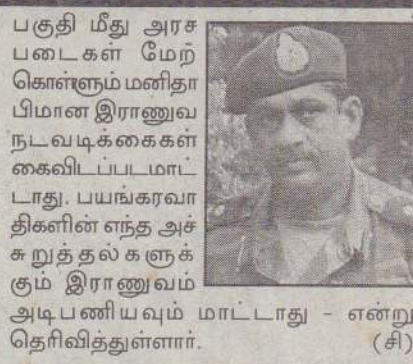 பகுதி மீது அரச
படைகள் மேற்
கொள்ளும் மனிதா
பிமான இராணுவ
நடவடிக்கைகள்
கைவிடப்படமாட்
டாது. பயங்கரவா
திகளின் எந்த அச்
சுறுத்தல்களுக்
கும் இராணுவம்
அடிபணியவும் மாட்டாது - என்று
தெரிவித்துள்ளார். (சி)